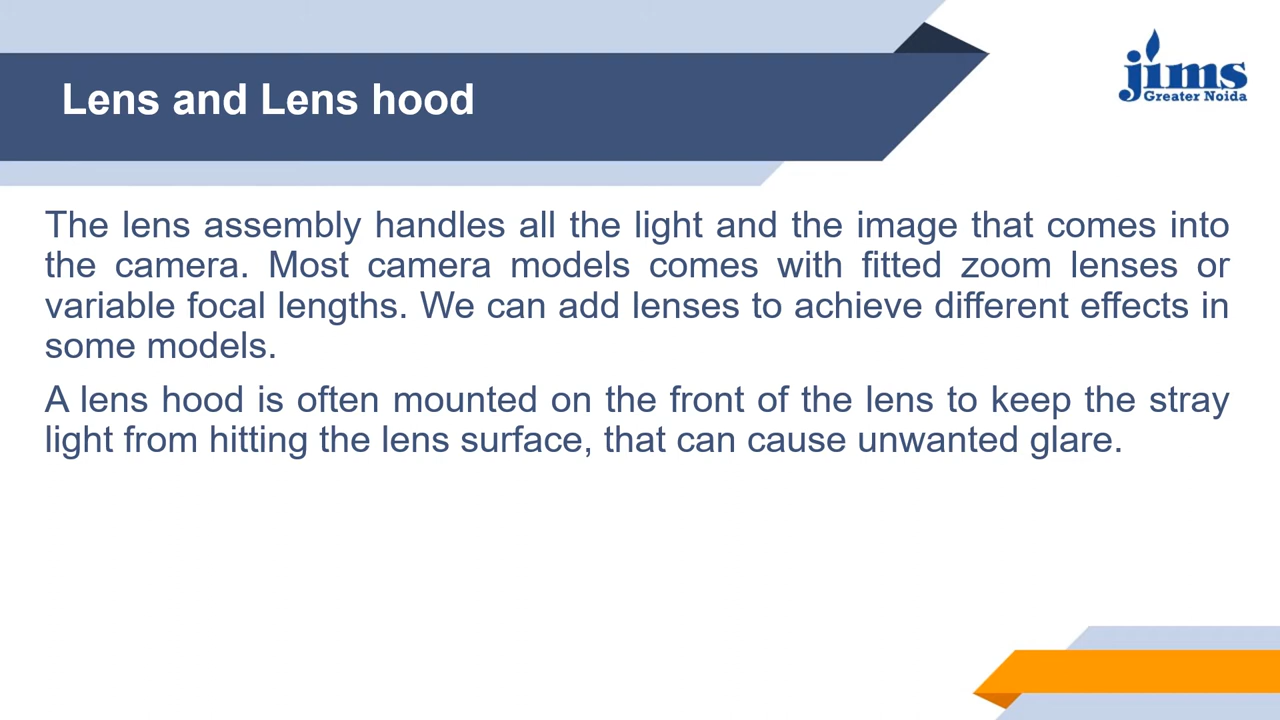 Lens and Lens hood
jims
Greater Noida
The lens assembly handles all the light and the image that comes into
the camera. Most camera models comes with fitted zoom lenses or
variable focal lengths. We can add lenses to achieve different effects in
some models.
A lens hood is often mounted on the front of the lens to keep the stray
light from hitting the lens surface, that can cause unwanted glare.